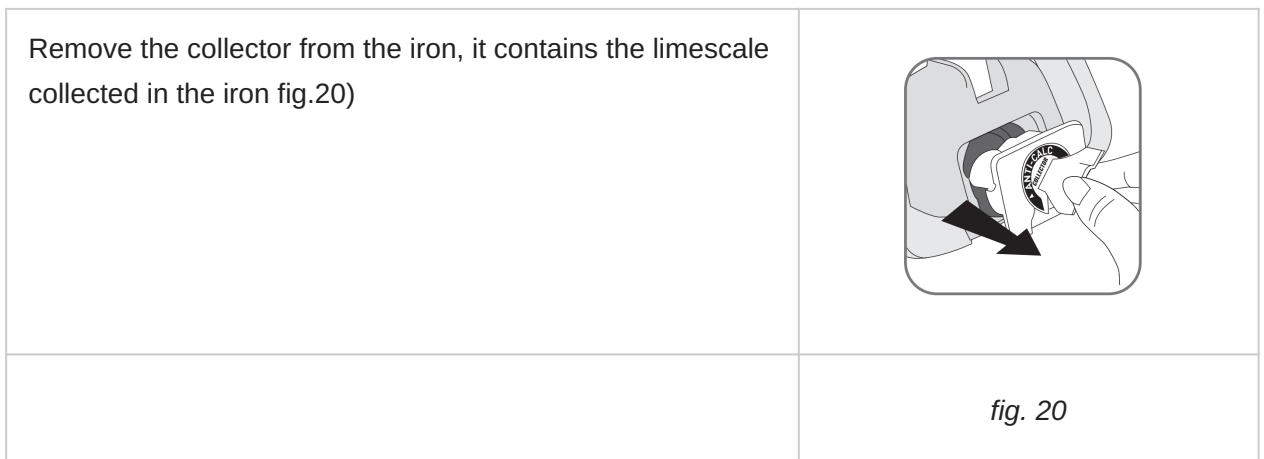 Remove the collector from the iron, it contains the limescale
collected in the iron fig.20)
ANTI-CALC
COLLECTOR
fig. 20